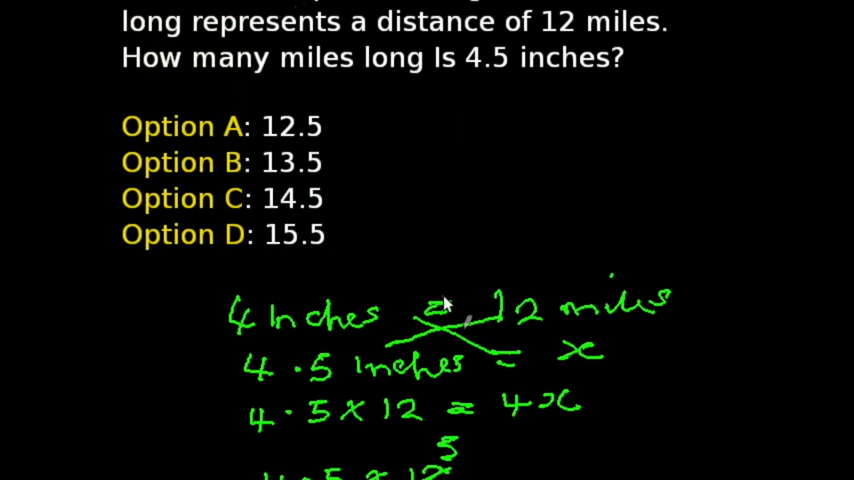 long represents a distance of 12 miles.
How many miles long Is 4.5 inches?
Option A: 12.5
Option B: 13.5
Option C: 14.5
Option D: 15.5
4 Inches = 12 miles
4.5 inches = x
4.5 x 12 = 4x